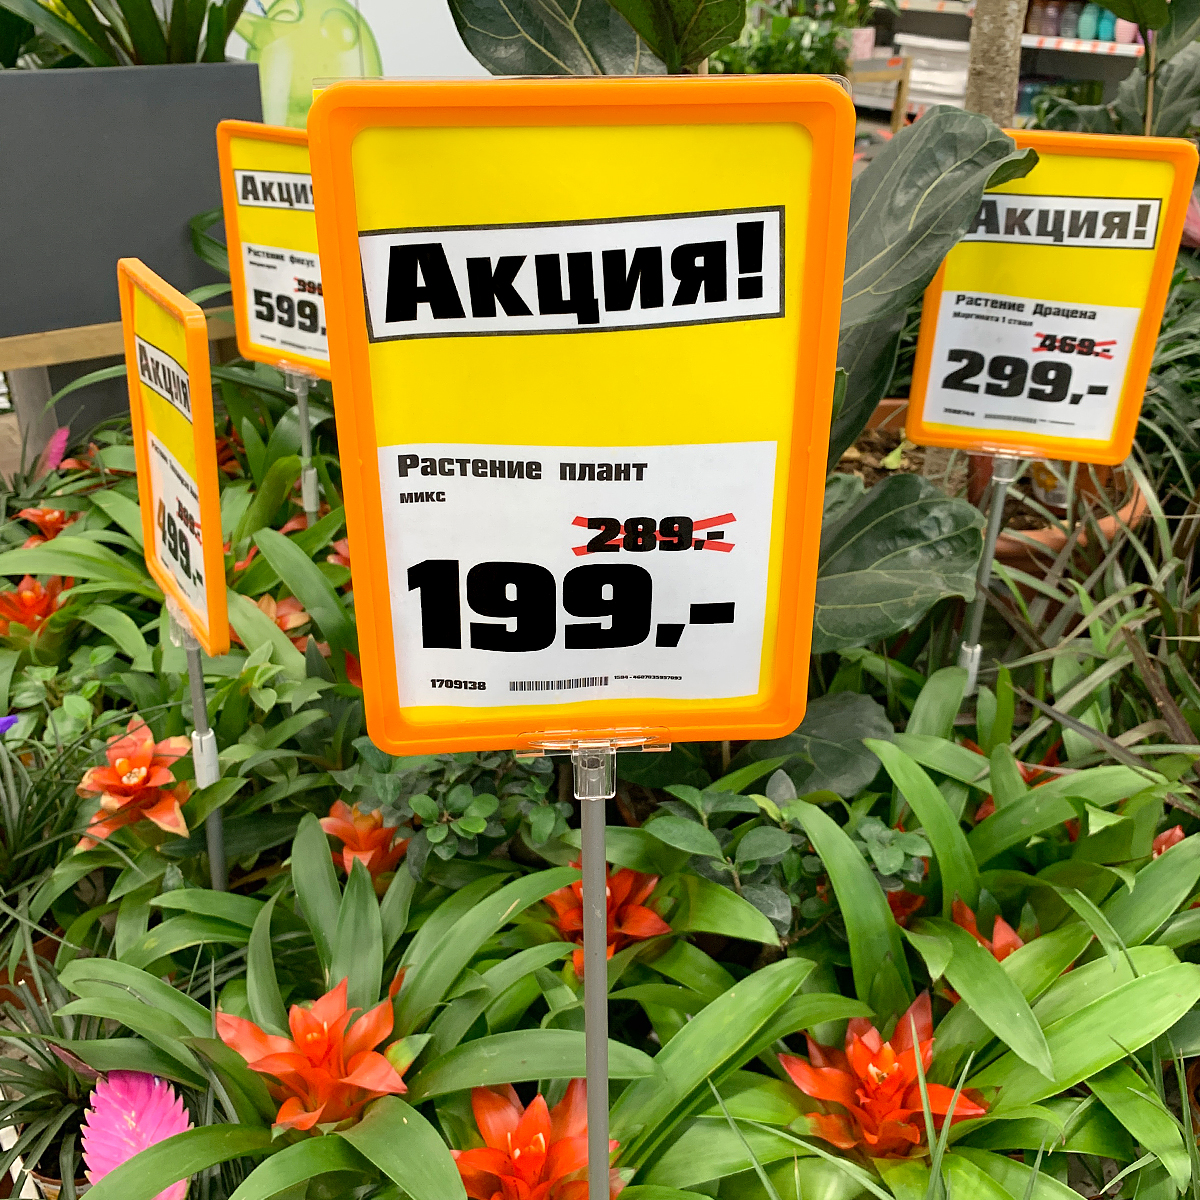 Акция!
Растение плант
микс
289.-
199,-
1709138
Акция
Растение фикус
399
599,
Акция!
499,-
Акция!
Растение Драцена
Маргината 1 ствол
469.-
299,-